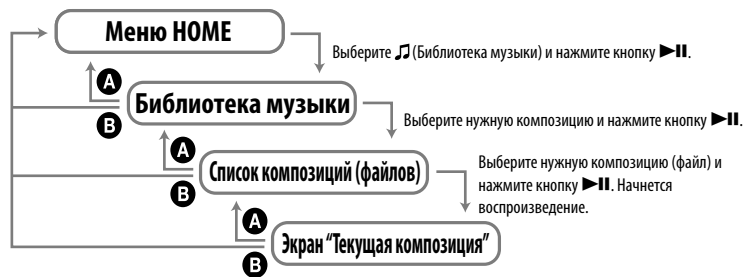 Меню HOME
Выберите ♫ (Библиотека музыки) и нажмите кнопку ►II.
A
Библиотека музыки
B
Выберите нужную композицию и нажмите кнопку ►II.
A
Список композиций (файлов)
B
Выберите нужную композицию (файл) и
нажмите кнопку ►II. Начнется
воспроизведение.
A
Экран “Текущая композиция”
B